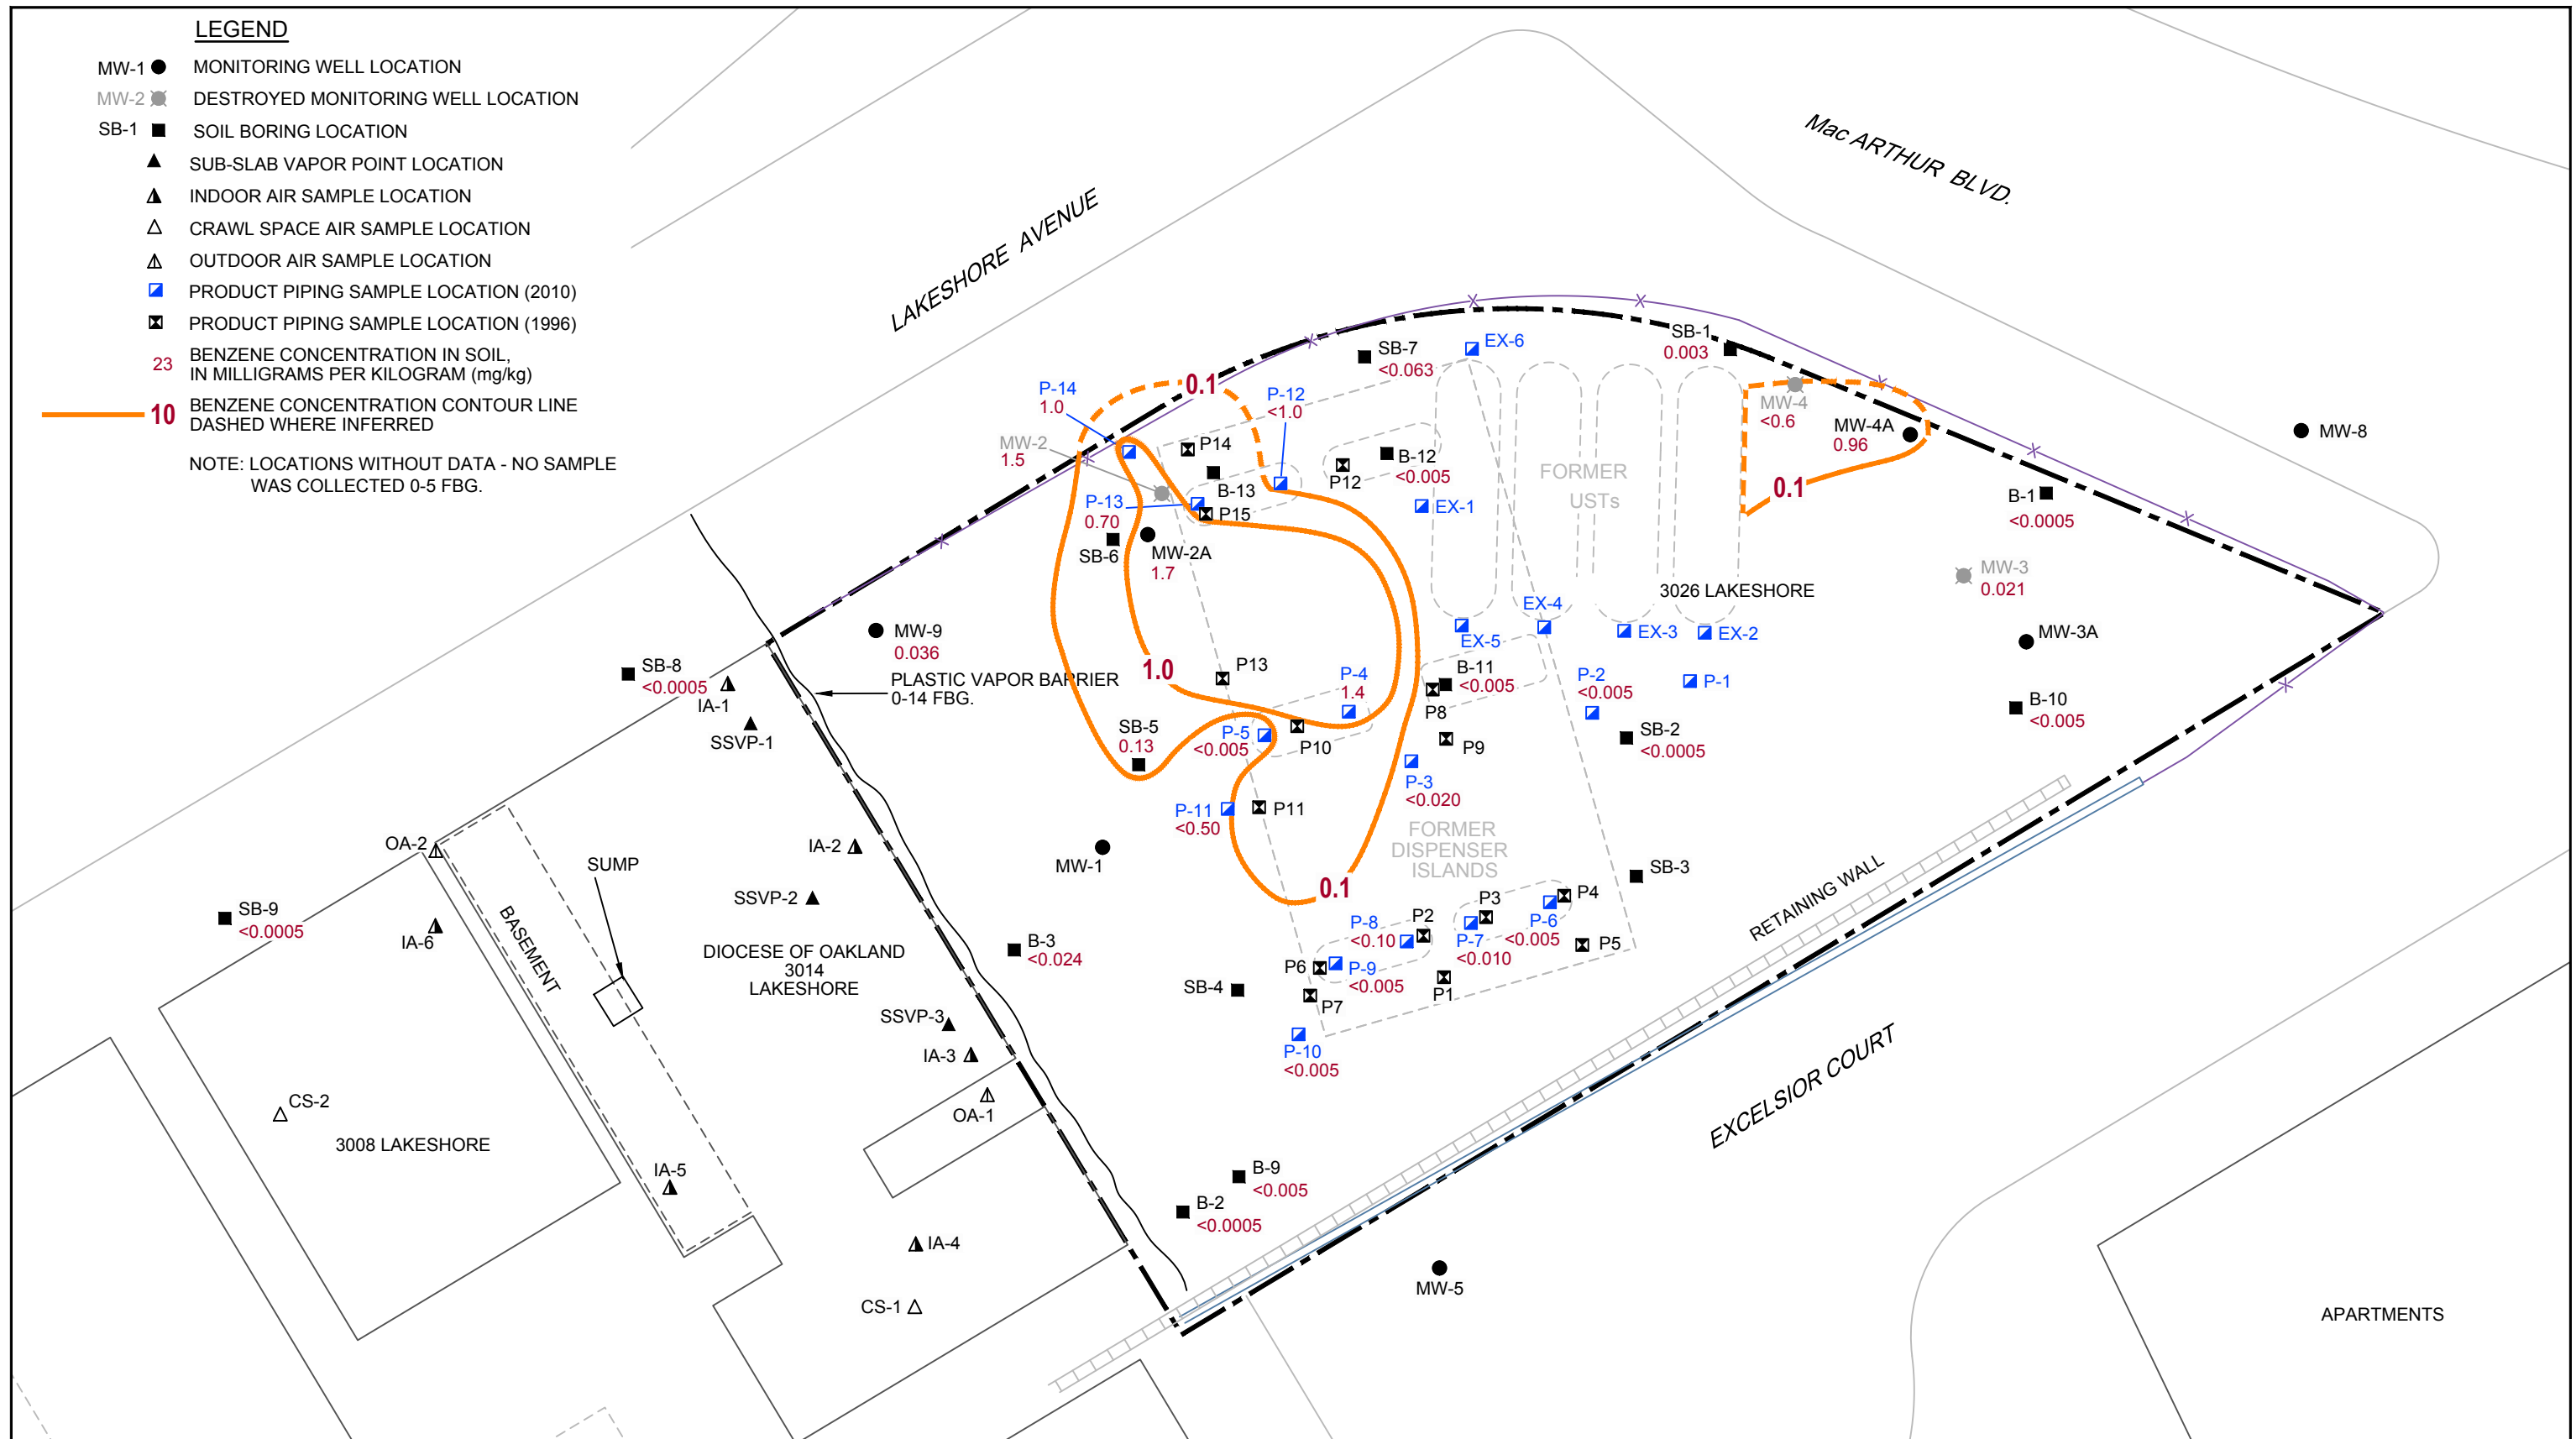 LEGEND
MW-1 MONITORING WELL LOCATION
MW-2 DESTROYED MONITORING WELL LOCATION
SB-1 SOIL BORING LOCATION
SUB-SLAB VAPOR POINT LOCATION
INDOOR AIR SAMPLE LOCATION
CRAWL SPACE AIR SAMPLE LOCATION
OUTDOOR AIR SAMPLE LOCATION
PRODUCT PIPING SAMPLE LOCATION (2010)
PRODUCT PIPING SAMPLE LOCATION (1996)
23 BENZENE CONCENTRATION IN SOIL,
IN MILLIGRAMS PER KILOGRAM (mg/kg)
10 BENZENE CONCENTRATION CONTOUR LINE
DASHED WHERE INFERRED
NOTE: LOCATIONS WITHOUT DATA - NO SAMPLE
WAS COLLECTED 0-5 FBG.
Mac ARTHUR BLVD.
LAKESHORE AVENUE
SB-1
0.003
SB-7
<0.063
EX-6
P-14
1.0
0.1
P-12
<1.0
MW-4
<0.6
MW-4A
0.96
MW-8
MW-2
1.5
P14
P12
B-12
<0.005
FORMER
USTs
0.1
B-13
P-13
0.70
P15
EX-1
B-1
<0.0005
SB-6
MW-2A
1.7
MW-3
0.021
3026 LAKESHORE
EX-4
EX-5
EX-3
EX-2
MW-3A
MW-9
0.036
SB-8
<0.0005
IA-1
SSVP-1
PLASTIC VAPOR BARRIER
0-14 FBG.
1.0
P13
P-4
1.4
B-11
<0.005
P8
P-2
<0.005
P-1
B-10
<0.005
SB-5
0.13
P-5
<0.005
P10
P9
SB-2
<0.0005
P-3
<0.020
P-11
<0.50
P11
FORMER
DISPENSER
ISLANDS
OA-2
SUMP
IA-2
MW-1
SB-3
RETAINING WALL
0.1
SSVP-2
SB-9
<0.0005
IA-6
BASEMENT
DIOCESE OF OAKLAND
3014
LAKESHORE
B-3
<0.024
P-8
<0.10
P2
P3
P-7
<0.010
P4
P-6
<0.005
P5
P6
P-9
<0.005
P1
SB-4
P7
SSVP-3
IA-3
P-10
<0.005
OA-1
EXCELSIOR COURT
CS-2
3008 LAKESHORE
IA-5
B-9
<0.005
B-2
<0.0005
IA-4
MW-5
CS-1
APARTMENTS